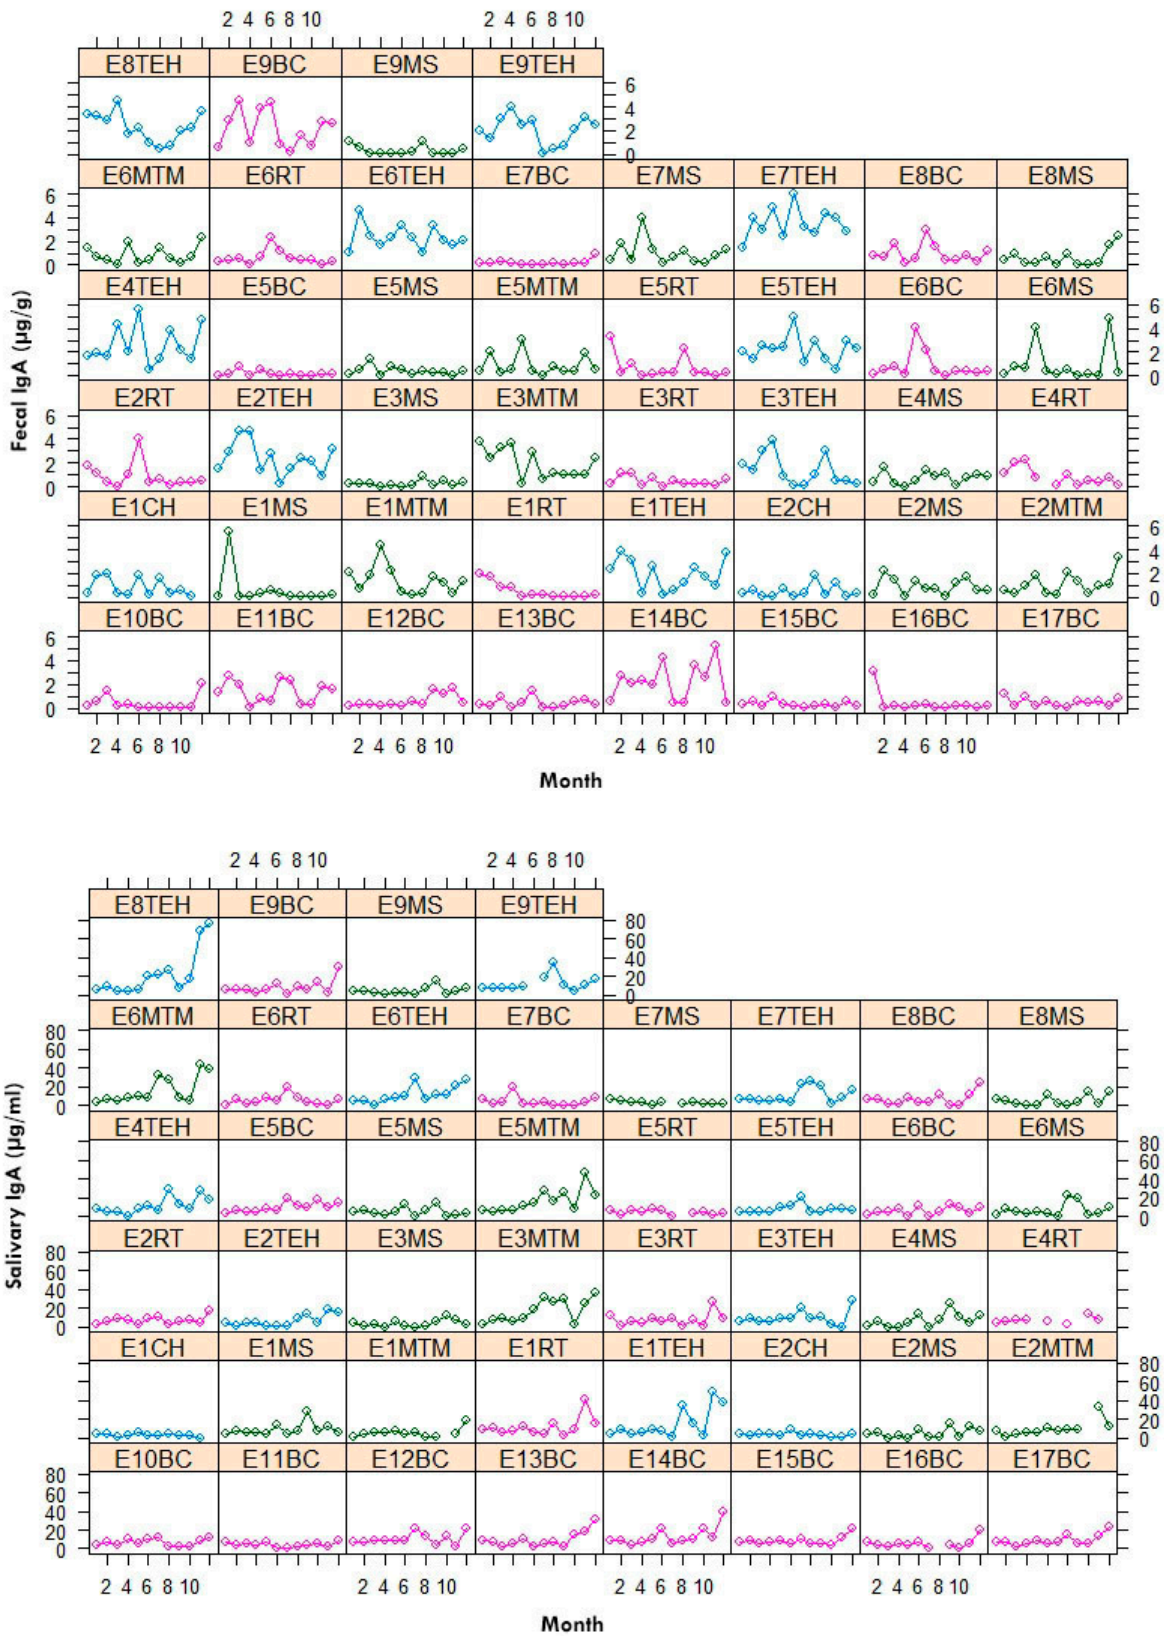 2 4 6 8 10 2 4 6 8 10
E8TEH E9BC E9MS E9TEH
6
4
2
0
E6MTM E6RT E6TEH E7BC E7MS E7TEH E8BC E8MS
6
4
2
0
E4TEH E5BC E5MS E5MTM E5RT E5TEH E6BC E6MS
6
4
2
0
E2RT E2TEH E3MS E3MTM E3RT E3TEH E4MS E4RT
6
4
2
0
E1CH E1MS E1MTM E1RT E1TEH E2CH E2MS E2MTM
6
4
2
0
E10BC E11BC E12BC E13BC E14BC E15BC E16BC E17BC
6
4
2
0
2 4 6 8 10 2 4 6 8 10 2 4 6 8 10 2 4 6 8 10
Fecal IgA (µg/g)
Month
2 4 6 8 10 2 4 6 8 10
E8TEH E9BC E9MS E9TEH
80
60
40
20
0
E6MTM E6RT E6TEH E7BC E7MS E7TEH E8BC E8MS
80
60
40
20
0
E4TEH E5BC E5MS E5MTM E5RT E5TEH E6BC E6MS
80
60
40
20
0
E2RT E2TEH E3MS E3MTM E3RT E3TEH E4MS E4RT
80
60
40
20
0
E1CH E1MS E1MTM E1RT E1TEH E2CH E2MS E2MTM
80
60
40
20
0
E10BC E11BC E12BC E13BC E14BC E15BC E16BC E17BC
80
60
40
20
0
2 4 6 8 10 2 4 6 8 10 2 4 6 8 10 2 4 6 8 10
Salivary IgA (µg/ml)
Month